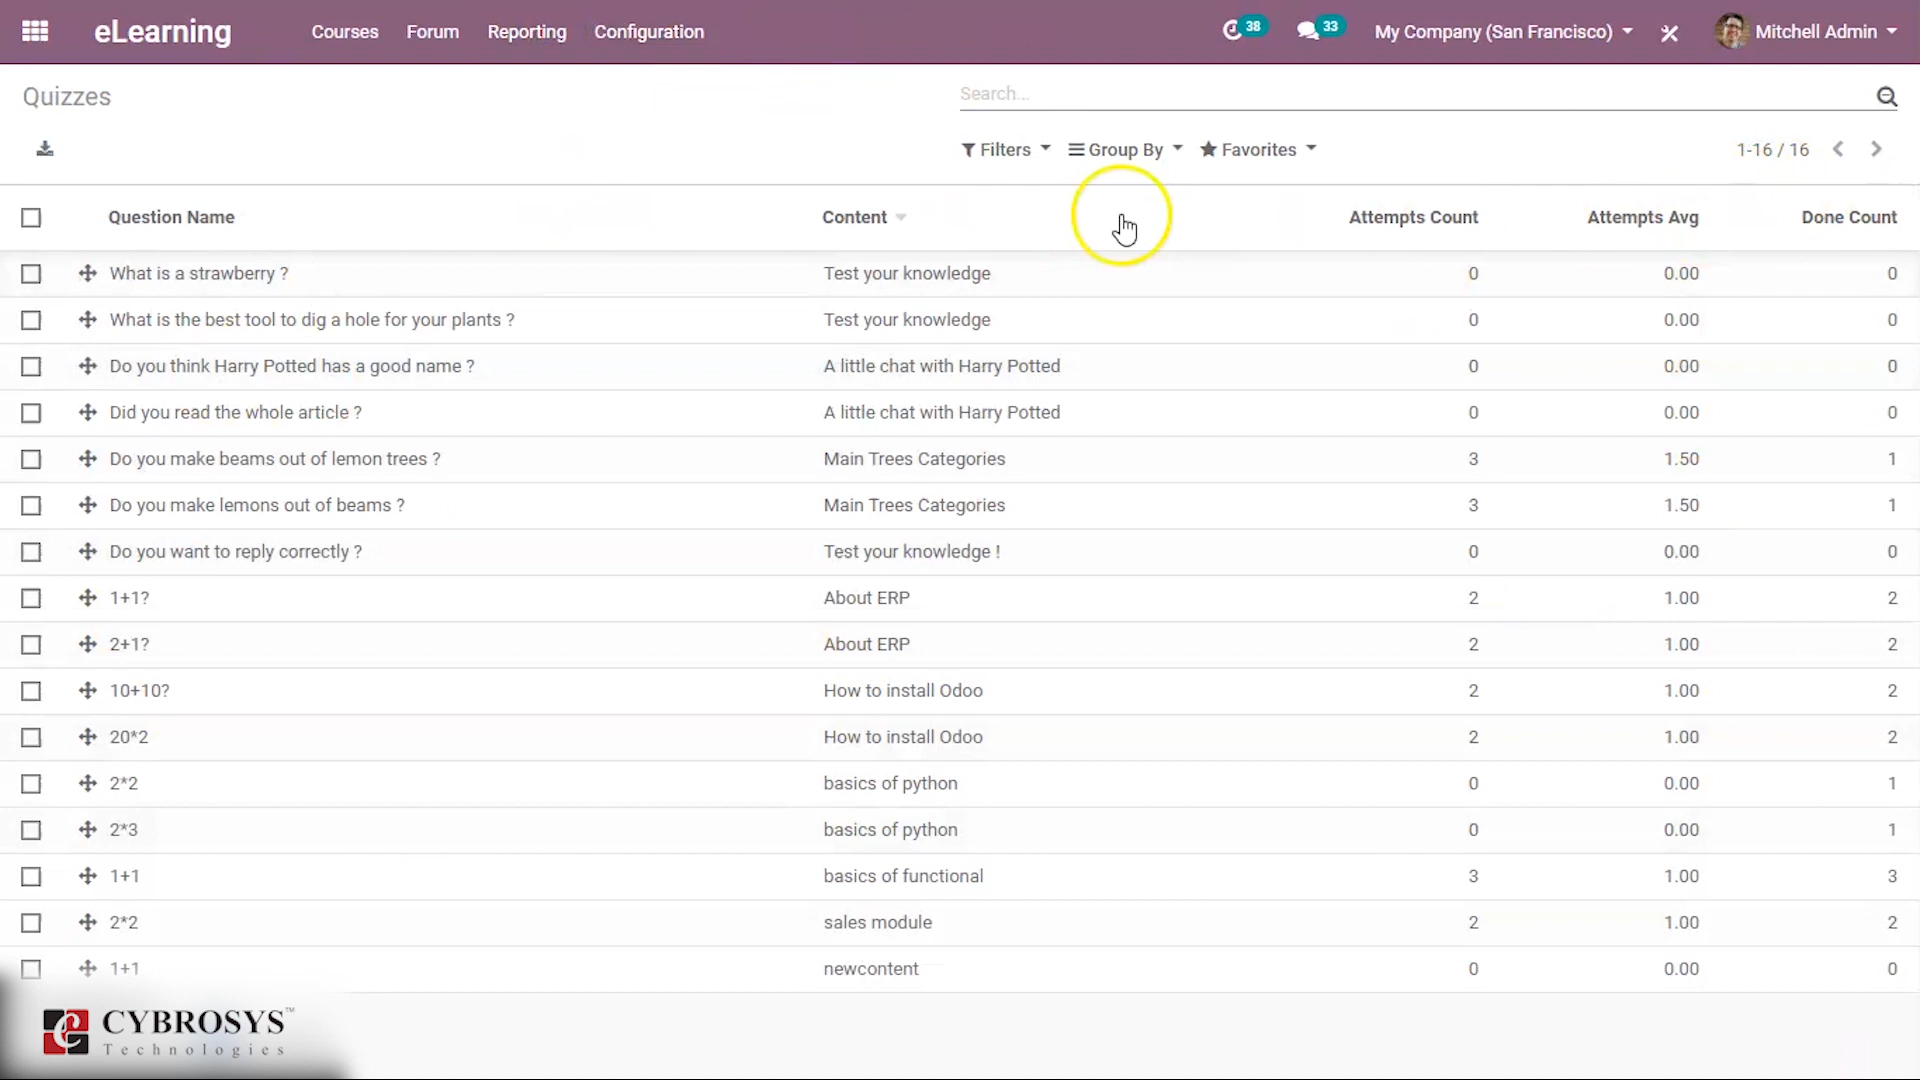 eLearning Courses Forum Reporting Configuration 38 33 My Company (San Francisco) Mitchell Admin
Quizzes Search...
Filters Group By Favorites 1-16 / 16
Question Name Content Attempts Count Attempts Avg Done Count
What is a strawberry ? Test your knowledge 0 0.00 0
What is the best tool to dig a hole for your plants ? Test your knowledge 0 0.00 0
Do you think Harry Potted has a good name ? A little chat with Harry Potted 0 0.00 0
Did you read the whole article ? A little chat with Harry Potted 0 0.00 0
Do you make beams out of lemon trees ? Main Trees Categories 3 1.50 1
Do you make lemons out of beams ? Main Trees Categories 3 1.50 1
Do you want to reply correctly ? Test your knowledge ! 0 0.00 0
1+1? About ERP 2 1.00 2
2+1? About ERP 2 1.00 2
10+10? How to install Odoo 2 1.00 2
20*2 How to install Odoo 2 1.00 2
2*2 basics of python 0 0.00 1
2*3 basics of python 0 0.00 1
1+1 basics of functional 3 1.00 3
2*2 sales module 2 1.00 2
1+1 newcontent 0 0.00 0
CYBROSYS™
Technologies